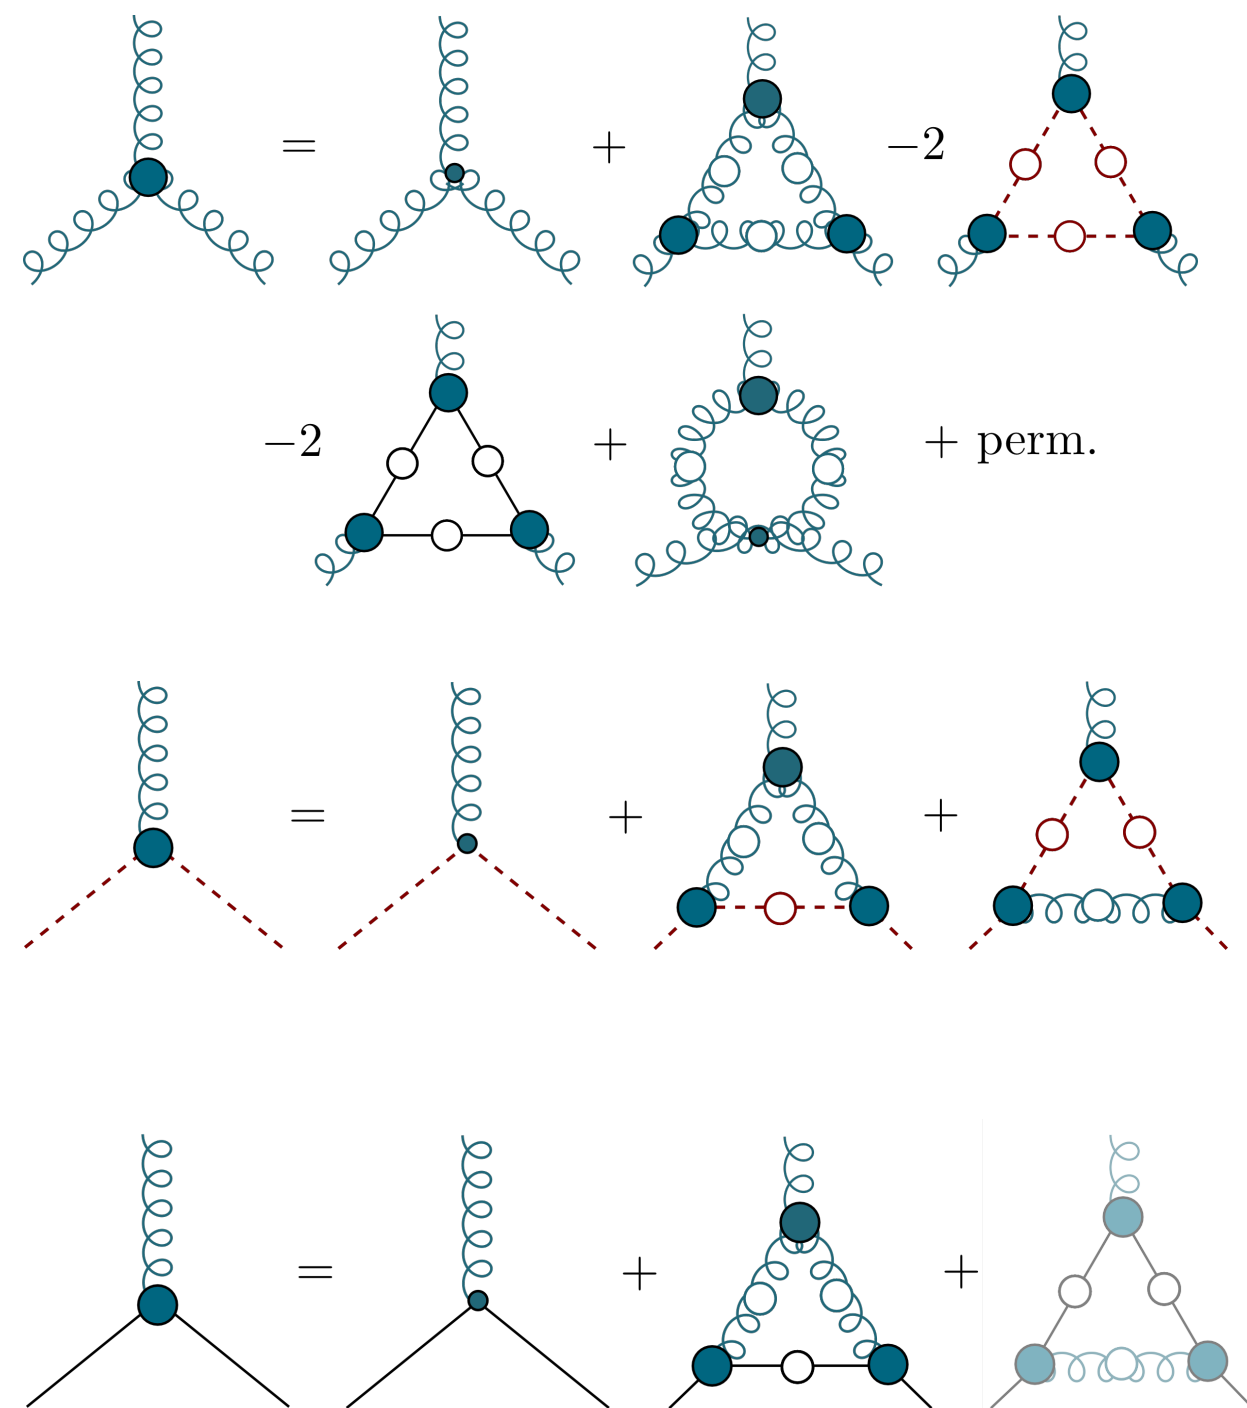 = + −2
−2 + + perm.
= + +
= + +